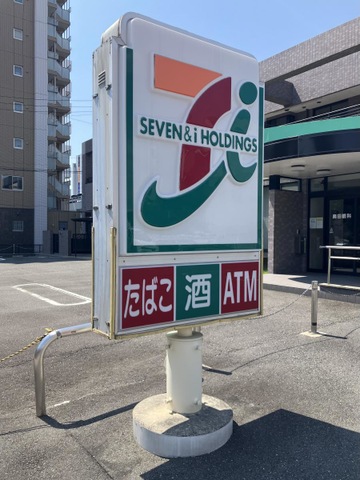 SEVEN&i HOLDINGS
たばこ 酒 ATM